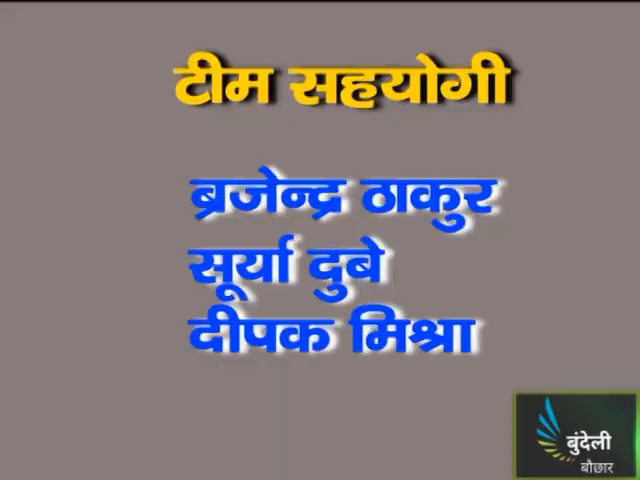 टीम सहयोगी
ब्रजेन्द्र ठाकुर
सूर्या दुबे
दीपक मिश्रा
बुंदेली
बौछार